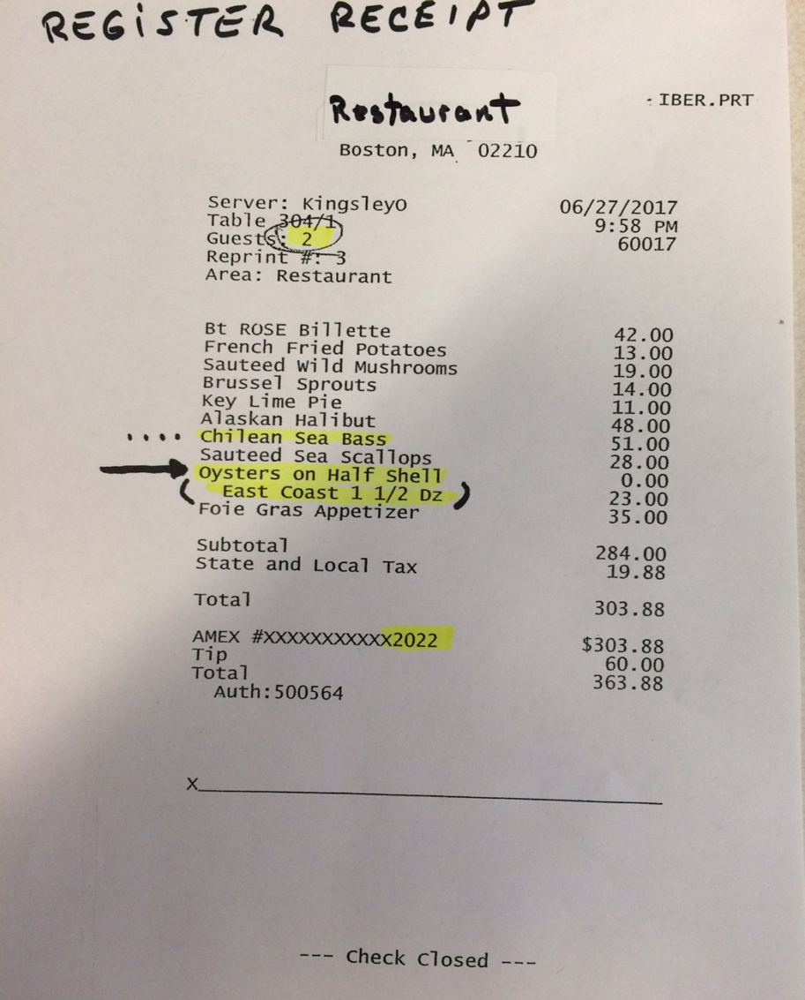 REGISTER RECEIPT
Restaurant
IBER.PRT
Boston, MA 02210
Server: KingsleyO 06/27/2017
Table 304/1 9:58 PM
Guests: 2 60017
Reprint #: 3
Area: Restaurant
Bt ROSE Billette 42.00
French Fried Potatoes 13.00
Sauteed Wild Mushrooms 19.00
Brussel Sprouts 14.00
Key Lime Pie 11.00
Alaskan Halibut 48.00
Chilean Sea Bass 51.00
Sauteed Sea Scallops 28.00
Oysters on Half Shell 0.00
East Coast 1 1/2 Dz 23.00
Foie Gras Appetizer 35.00
Subtotal 284.00
State and Local Tax 19.88
Total 303.88
AMEX #XXXXXXXXXXX2022 $303.88
Tip 60.00
Total 363.88
Auth:500564
X
--- Check Closed ---